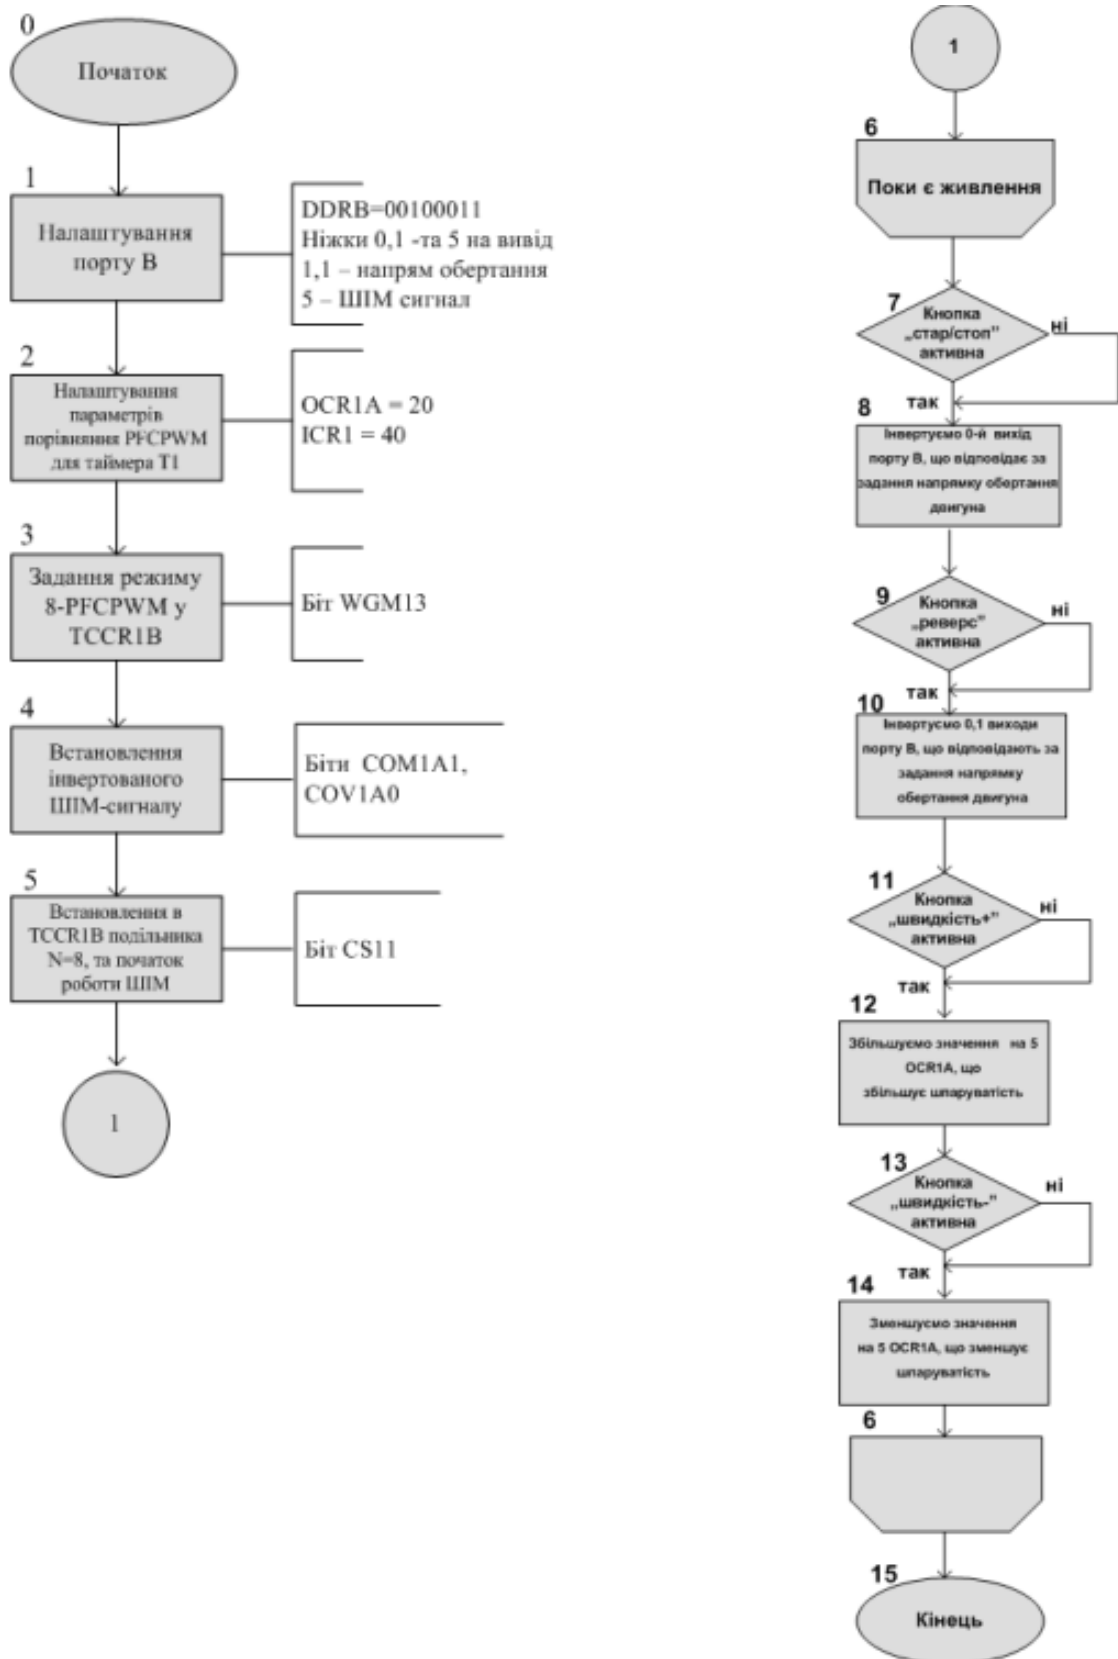 0
Початок
1
Налаштування
порту В
DDRB=00100011
Ніжки 0,1 -та 5 на вивід
1,1 – напрям обертання
5 – ШІМ сигнал
2
Налаштування
параметрів
порівняння PFCPWM
для таймера Т1
OCR1A = 20
ICR1 = 40
3
Задання режиму
8-PFCPWM у
TCCR1B
Біт WGM13
4
Встановлення
інвертованого
ШІМ-сигналу
Біти COM1A1,
COV1A0
5
Встановлення в
TCCR1B подільника
N=8, та початок
роботи ШІМ
Біт CS11
1
1
6
Поки є живлення
7
Кнопка
„стар/стоп”
активна
ні
так
8
Інвертуємо 0-й вихід
порту В, що відповідає за
задання напрямку обертання
двигуна
9
Кнопка
„реверс”
активна
ні
так
10
Інвертуємо 0,1 виходи
порту В, що відповідають за
задання напрямку
обертання двигуна
11
Кнопка
„швидкість+”
активна
ні
так
12
Збільшуємо значення на 5
OCR1A, що
збільшує шпаруватість
13
Кнопка
„швидкість-”
активна
ні
так
14
Зменшуємо значення
на 5 OCR1A, що зменшує
шпаруватість
6
15
Кінець